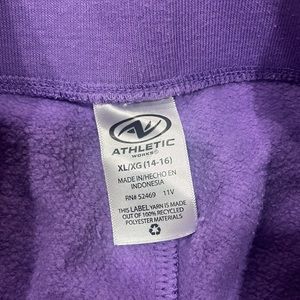 ATHLETIC
WORKS®
XL/XG (14-16)
MADE IN/HECHO EN
INDONESIA
RN# 52469 11V
THIS LABEL YARN IS MADE
OUT OF 100% RECYCLED
POLYESTER MATERIALS